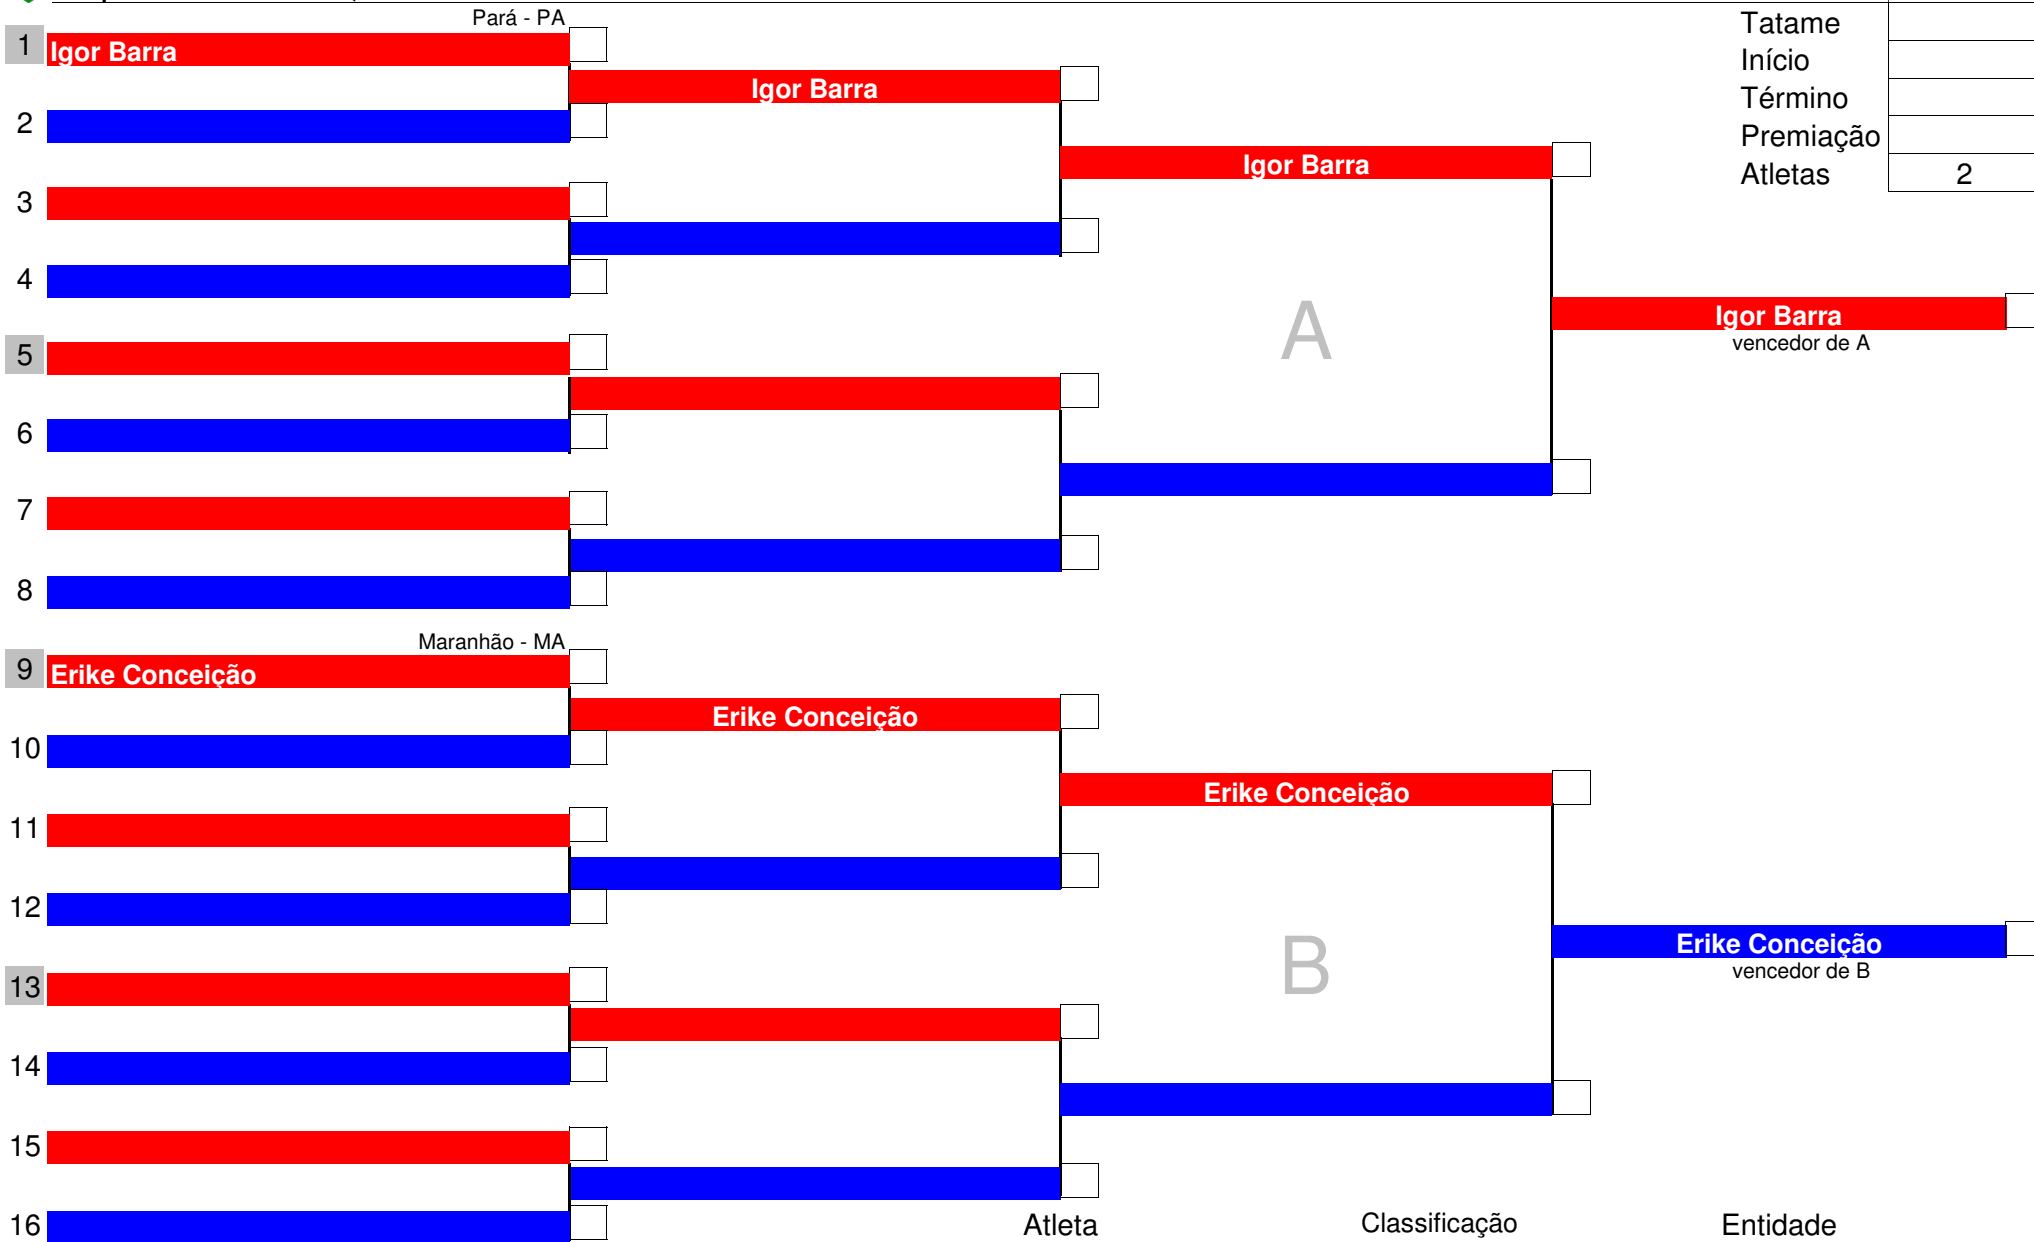 Pará - PA
Tatame
1 Igor Barra
Início
Igor Barra
Término
2
Premiação
Igor Barra
Atletas 2
3
4
Igor Barra
A
vencedor de A
5
6
7
8
Maranhão - MA
9 Erike Conceição
Erike Conceição
10
Erike Conceição
11
12
Erike Conceição
B
vencedor de B
13
14
15
16
Atleta Classificação Entidade